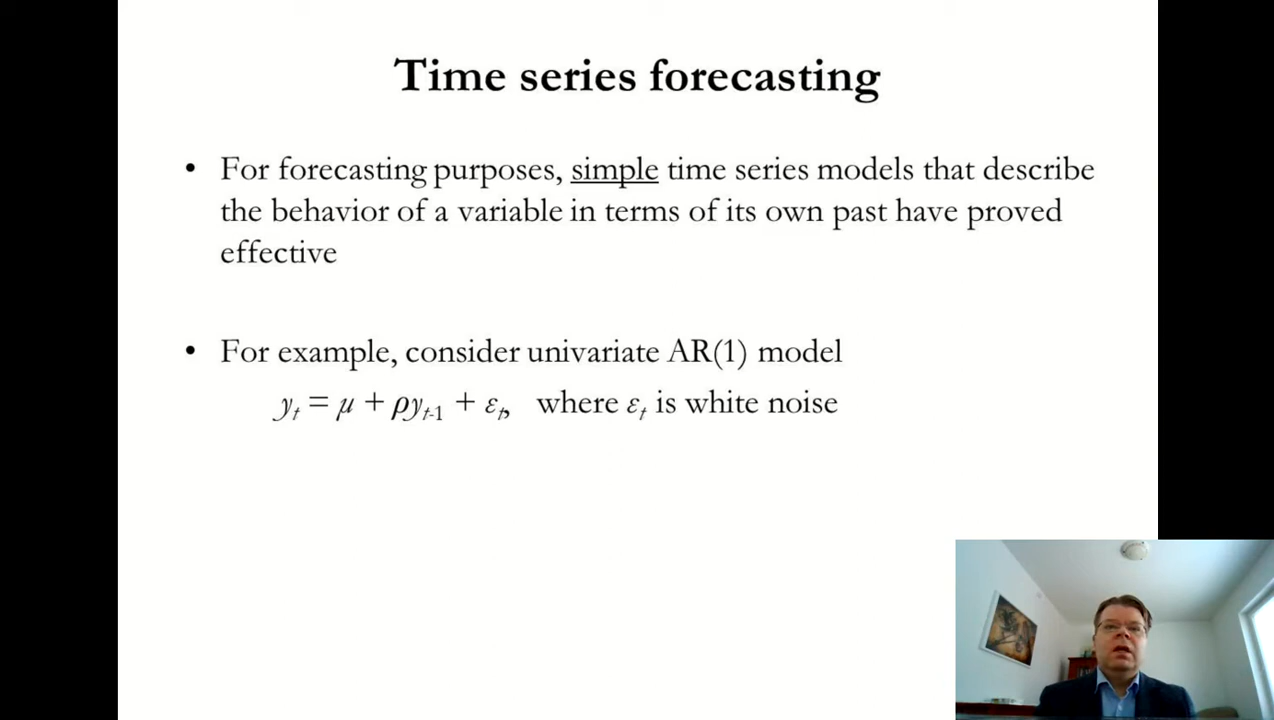 Time series forecasting
• For forecasting purposes, simple time series models that describe
the behavior of a variable in terms of its own past have proved
effective
• For example, consider univariate AR(1) model
yₜ = μ + ρyₜ₋₁ + εₜ, where εₜ is white noise